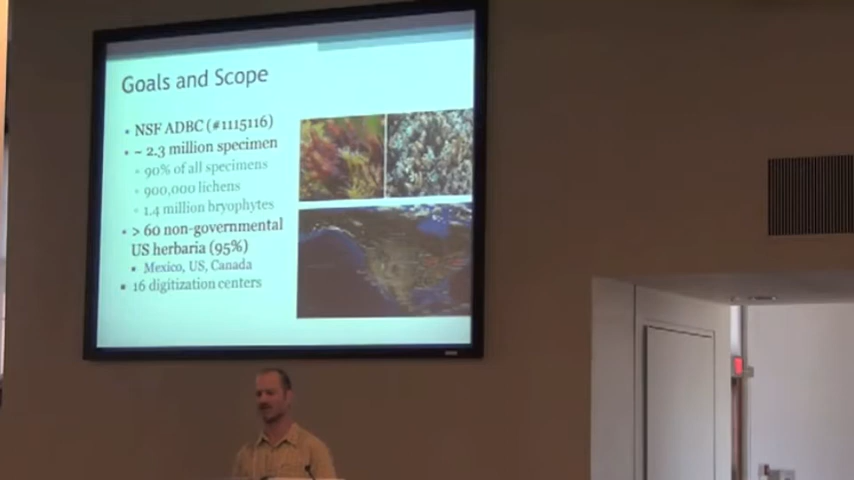 Goals and Scope
NSF ADBC (#1115116)
~ 2.3 million specimen
90% of all specimens
900,000 lichens
1.4 million bryophytes
> 60 non-governmental
US herbaria (95%)
Mexico, US, Canada
16 digitization centers